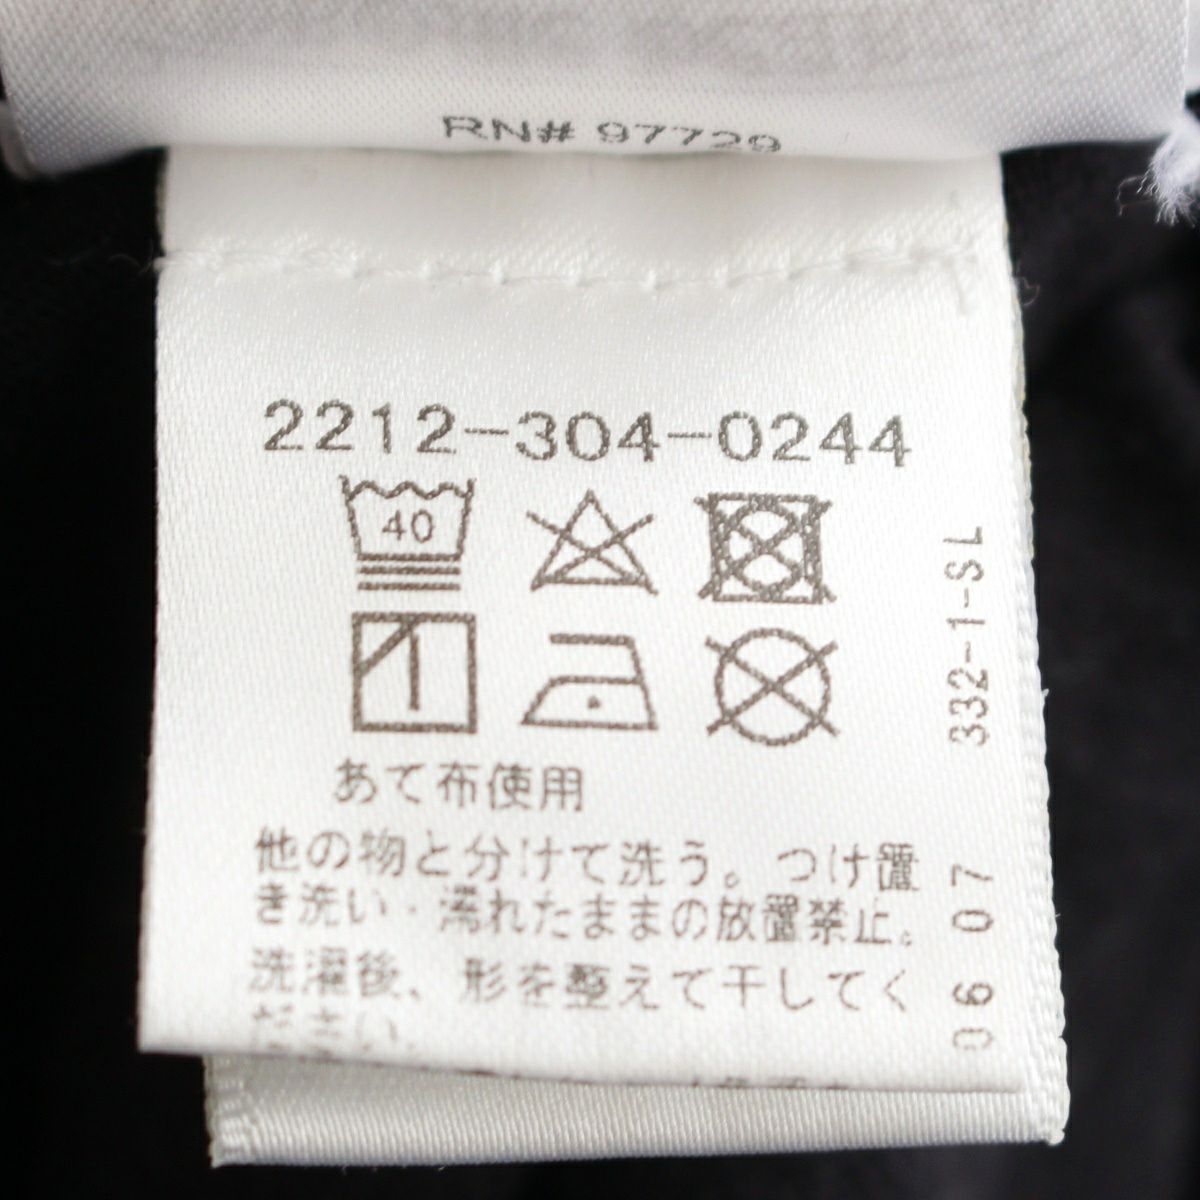 RN# 97729
2212-304-0244
40
あて布使用
他の物と分けて洗う。つけ置
き洗い・濡れたままの放置禁止。
洗濯後、形を整えて干してく
ださい。
332-1-SL
06 07